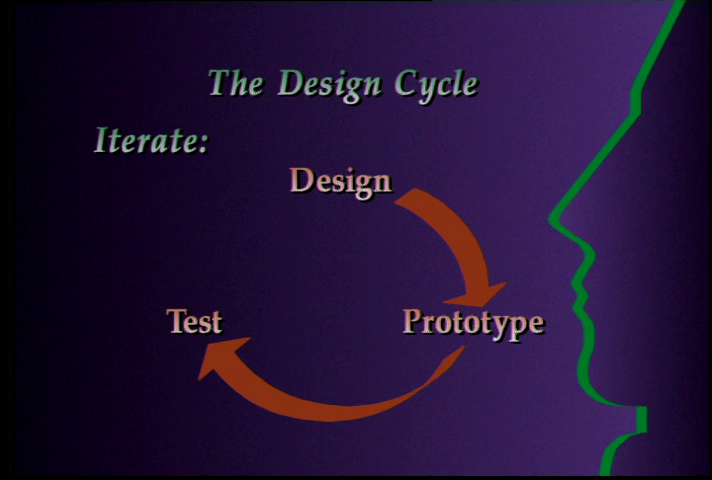 The Design Cycle
Iterate:
Design
Test
Prototype